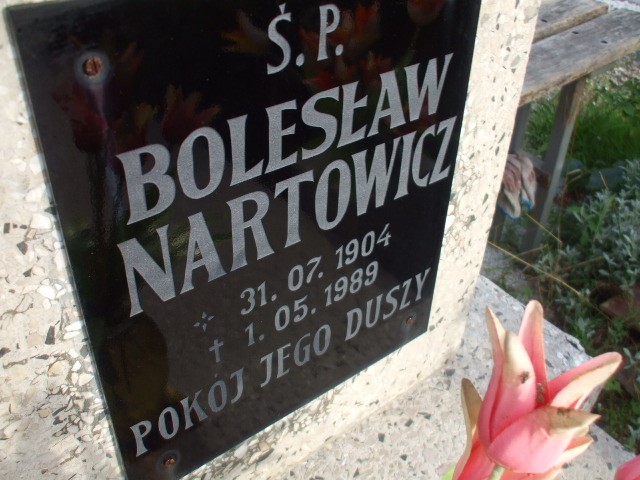 Ś.P.
BOLESŁAW
NARTOWICZ
31. 07. 1904
† 1. 05. 1989
POKÓJ JEGO DUSZY